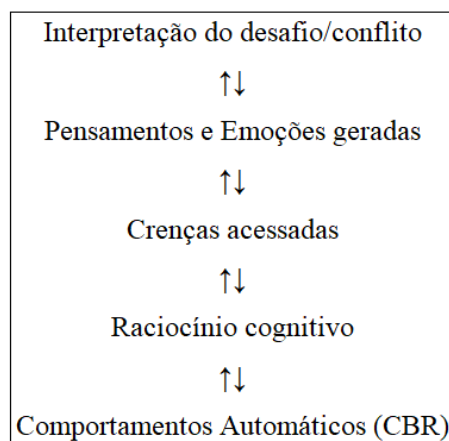 Interpretação do desafio/conflito
↑↓
Pensamentos e Emoções geradas
↑↓
Crenças acessadas
↑↓
Raciocínio cognitivo
↑↓
Comportamentos Automáticos (CBR)